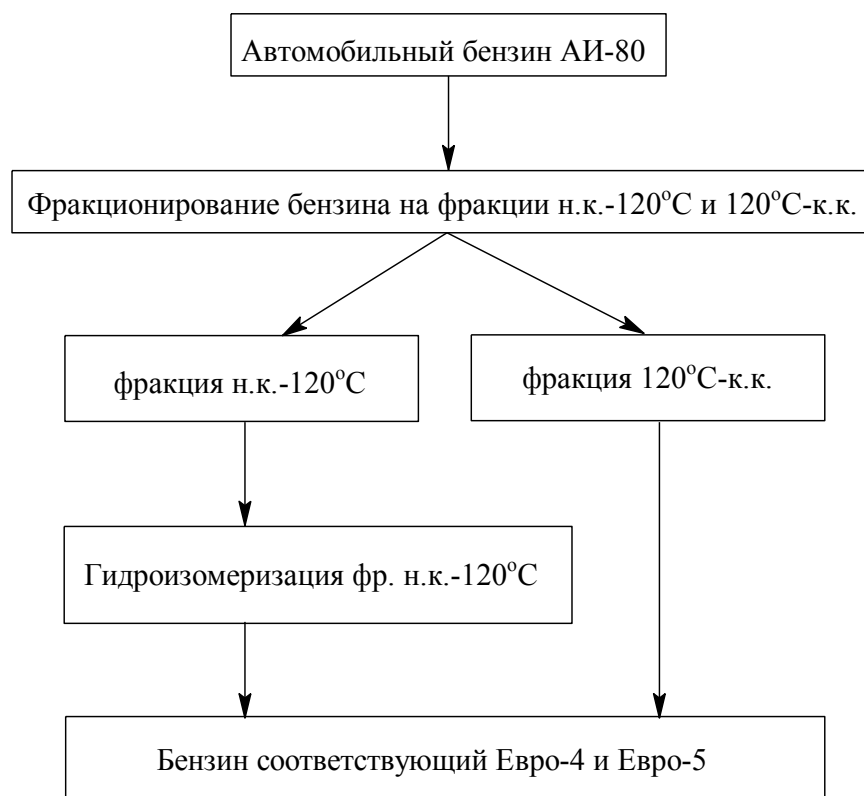 Автомобильный бензин АИ-80
Фракционирование бензина на фракции н.к.-120°С и 120°С-к.к.
фракция н.к.-120°С
фракция 120°С-к.к.
Гидроизомеризация фр. н.к.-120°С
Бензин соответствующий Евро-4 и Евро-5